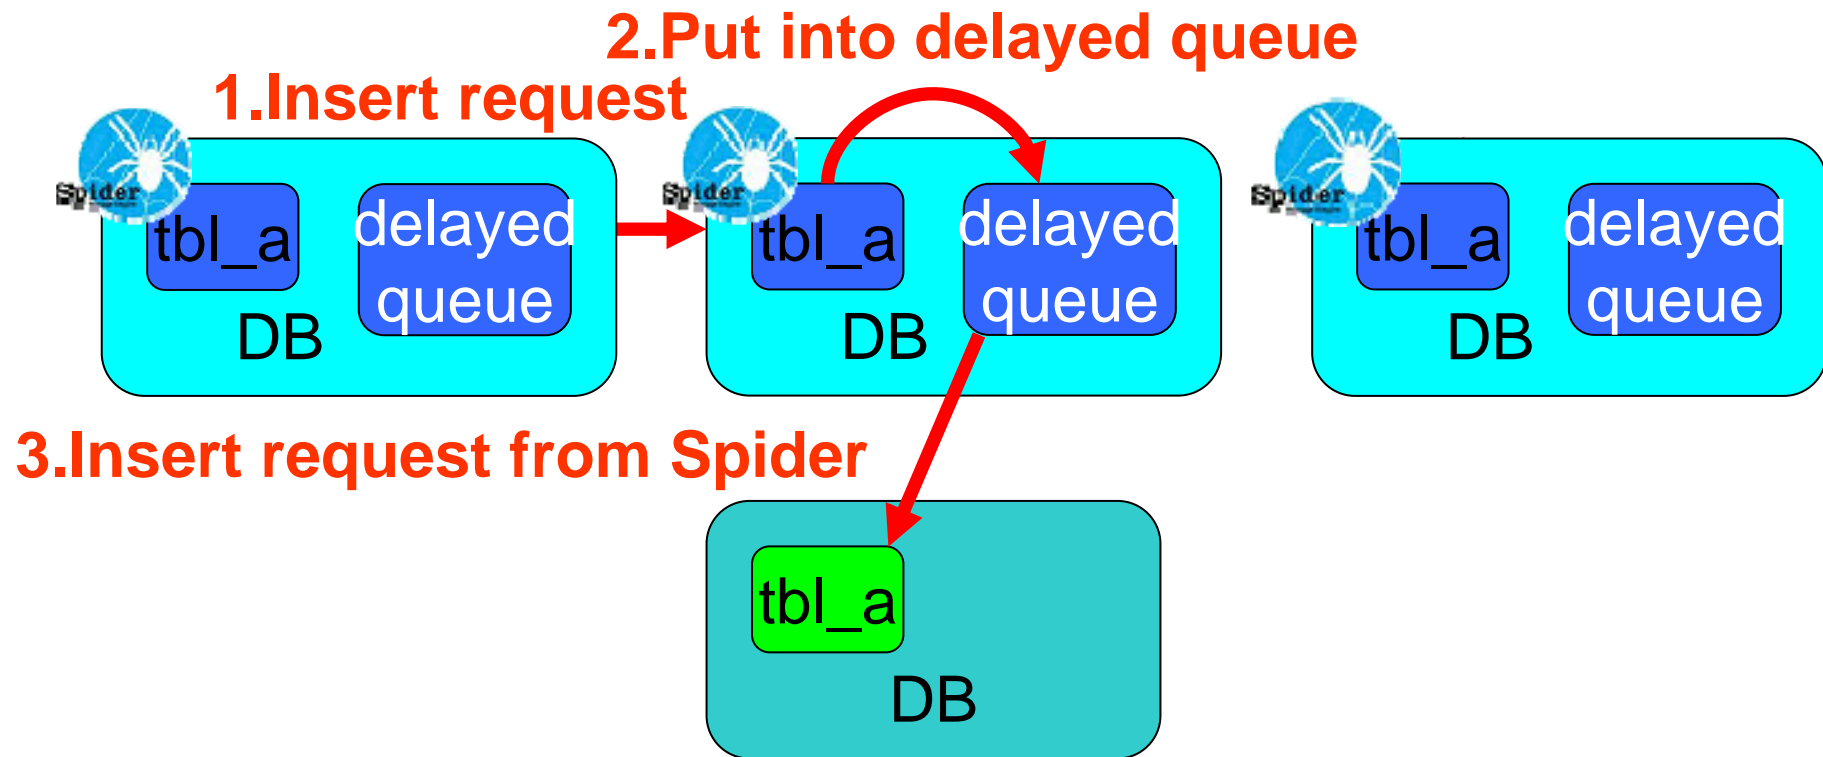 2.Put into delayed queue
1.Insert request
Spider
tbl_a
delayed
queue
DB
Spider
tbl_a
delayed
queue
DB
Spider
tbl_a
delayed
queue
DB
3.Insert request from Spider
tbl_a
DB